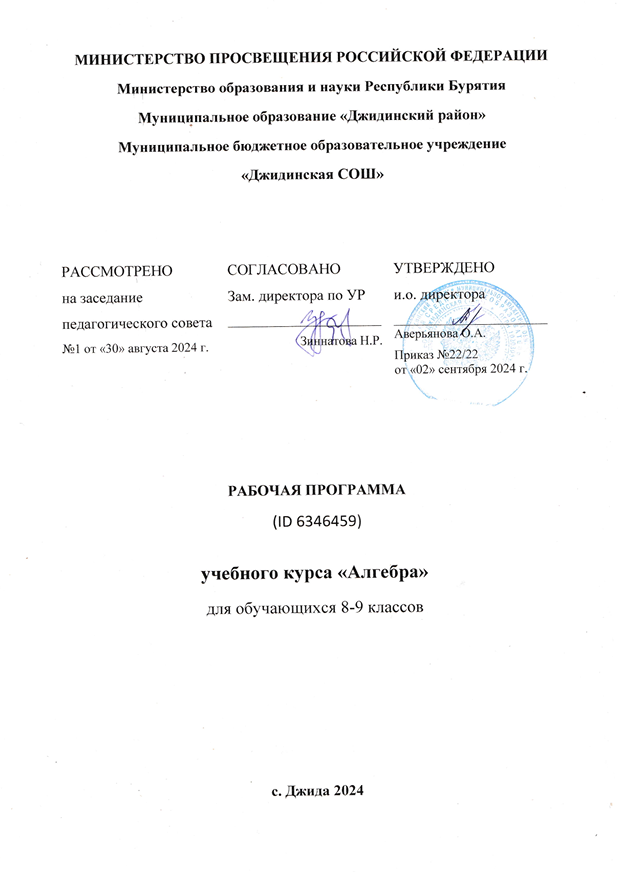 МИНИСТЕРСТВО ПРОСВЕЩЕНИЯ РОССИЙСКОЙ ФЕДЕРАЦИИ
Министерство образования и науки Республики Бурятия
Муниципальное образование «Джидинский район»
Муниципальное бюджетное образовательное учреждение
«Джидинская СОШ»
РАССМОТРЕНО
на заседание
педагогического совета
№1 от «30» августа 2024 г.
СОГЛАСОВАНО
Зам. директора по УР
Зиннатова Н.Р.
УТВЕРЖДЕНО
и.о. директора
Аверьянова О.А.
Приказ №22/22
от «02» сентября 2024 г.
РАБОЧАЯ ПРОГРАММА
(ID 6346459)
учебного курса «Алгебра»
для обучающихся 8-9 классов
с. Джида 2024